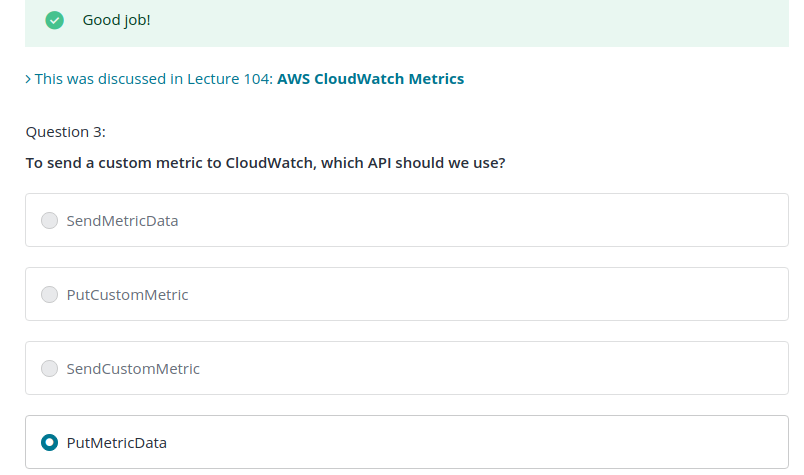 Good job!
> This was discussed in Lecture 104: AWS CloudWatch Metrics
Question 3:
To send a custom metric to CloudWatch, which API should we use?
SendMetricData
PutCustomMetric
SendCustomMetric
PutMetricData